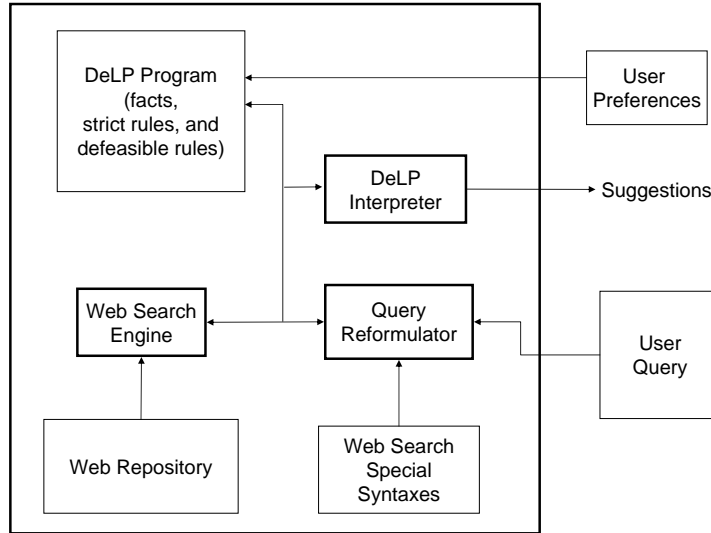 DeLP Program
(facts,
strict rules, and
defeasible rules)
User
Preferences
DeLP
Interpreter
Suggestions
Web Search
Engine
Query
Reformulator
User
Query
Web Repository
Web Search
Special
Syntaxes